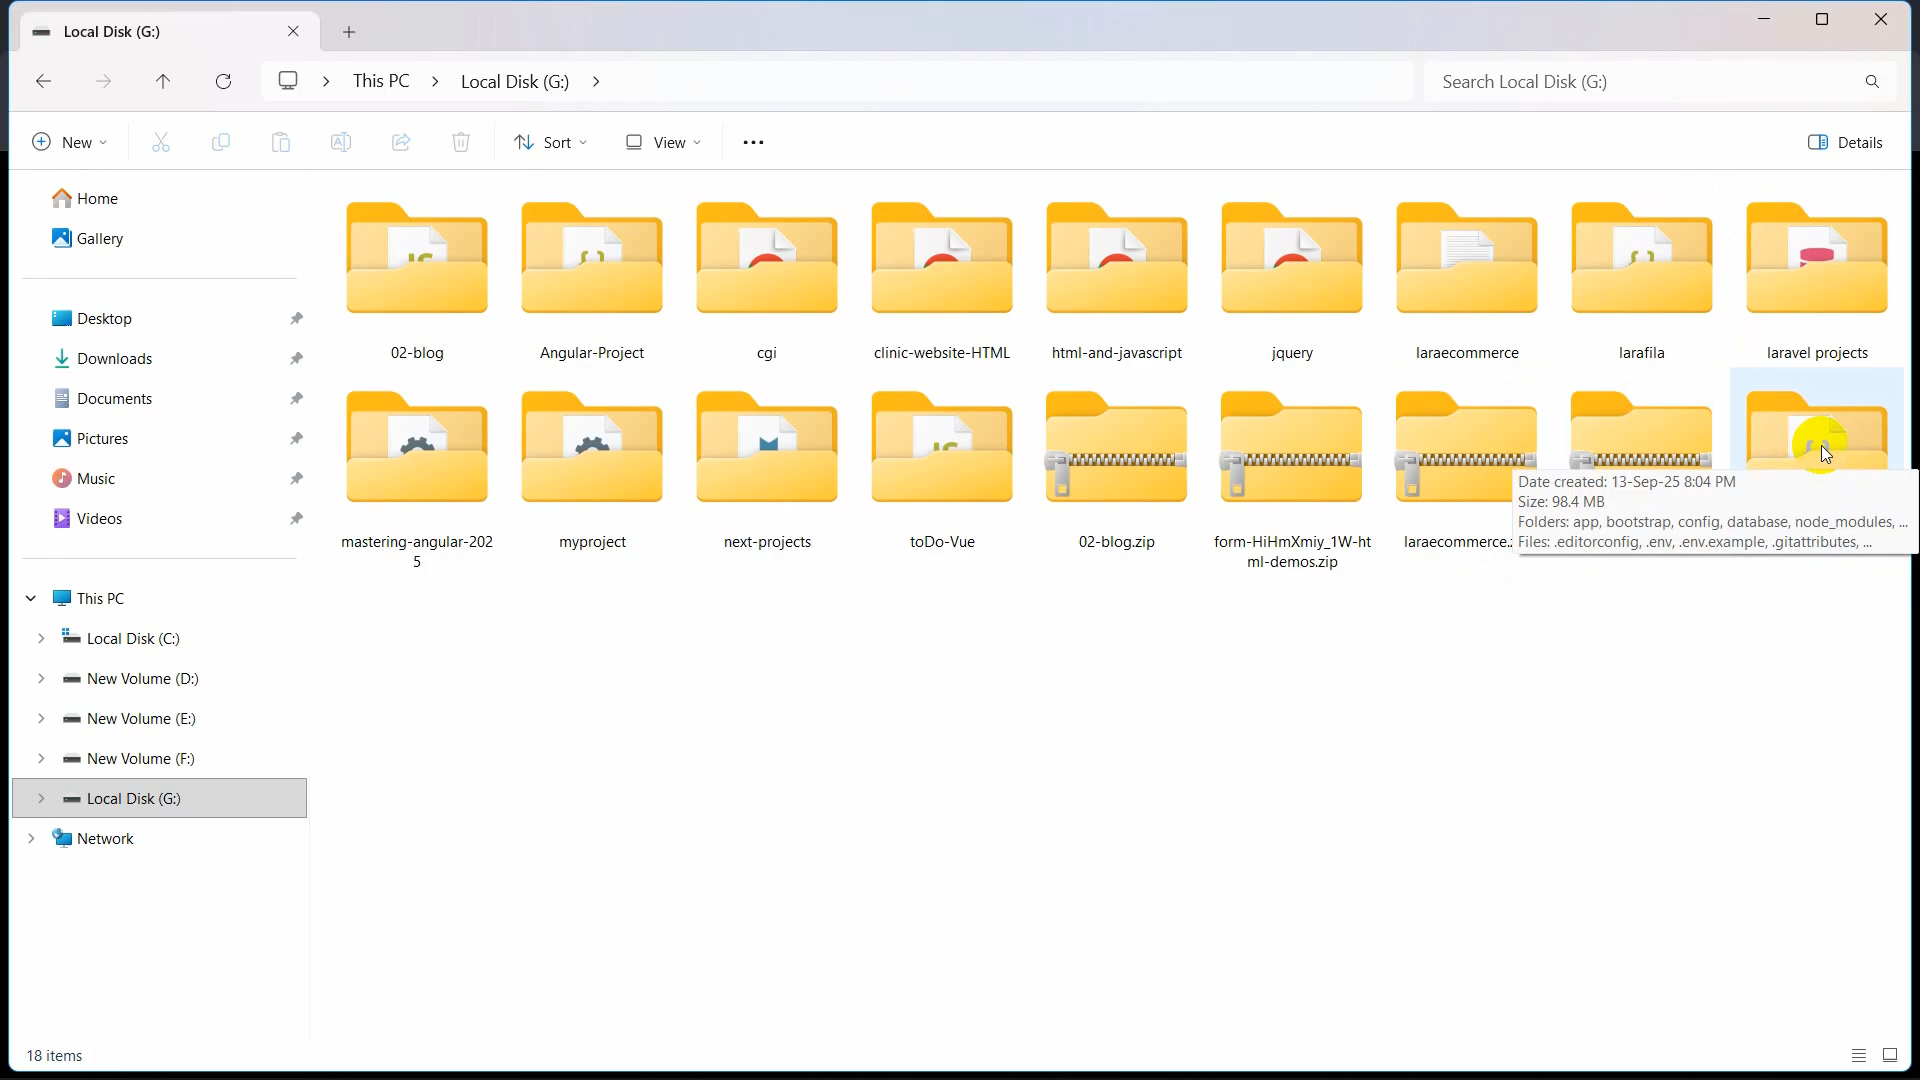 Local Disk (G:)
This PC
Local Disk (G:)
Search Local Disk (G:)
New
Sort
View
Details
Home
Gallery
Desktop
Downloads
Documents
Pictures
Music
Videos
This PC
Local Disk (C:)
New Volume (D:)
New Volume (E:)
New Volume (F:)
Local Disk (G:)
Network
02-blog
Angular-Project
cgi
clinic-website-HTML
html-and-javascript
jquery
laraecommerce
larafila
laravel projects
mastering-angular-202
5
myproject
next-projects
toDo-Vue
02-blog.zip
form-HiHmXmiy_1W-ht
ml-demos.zip
laraecommerce.
Date created: 13-Sep-25 8:04 PM
Size: 98.4 MB
Folders: app, bootstrap, config, database, node_modules, ...
Files: .editorconfig, .env, .env.example, .gitattributes, ...
18 items